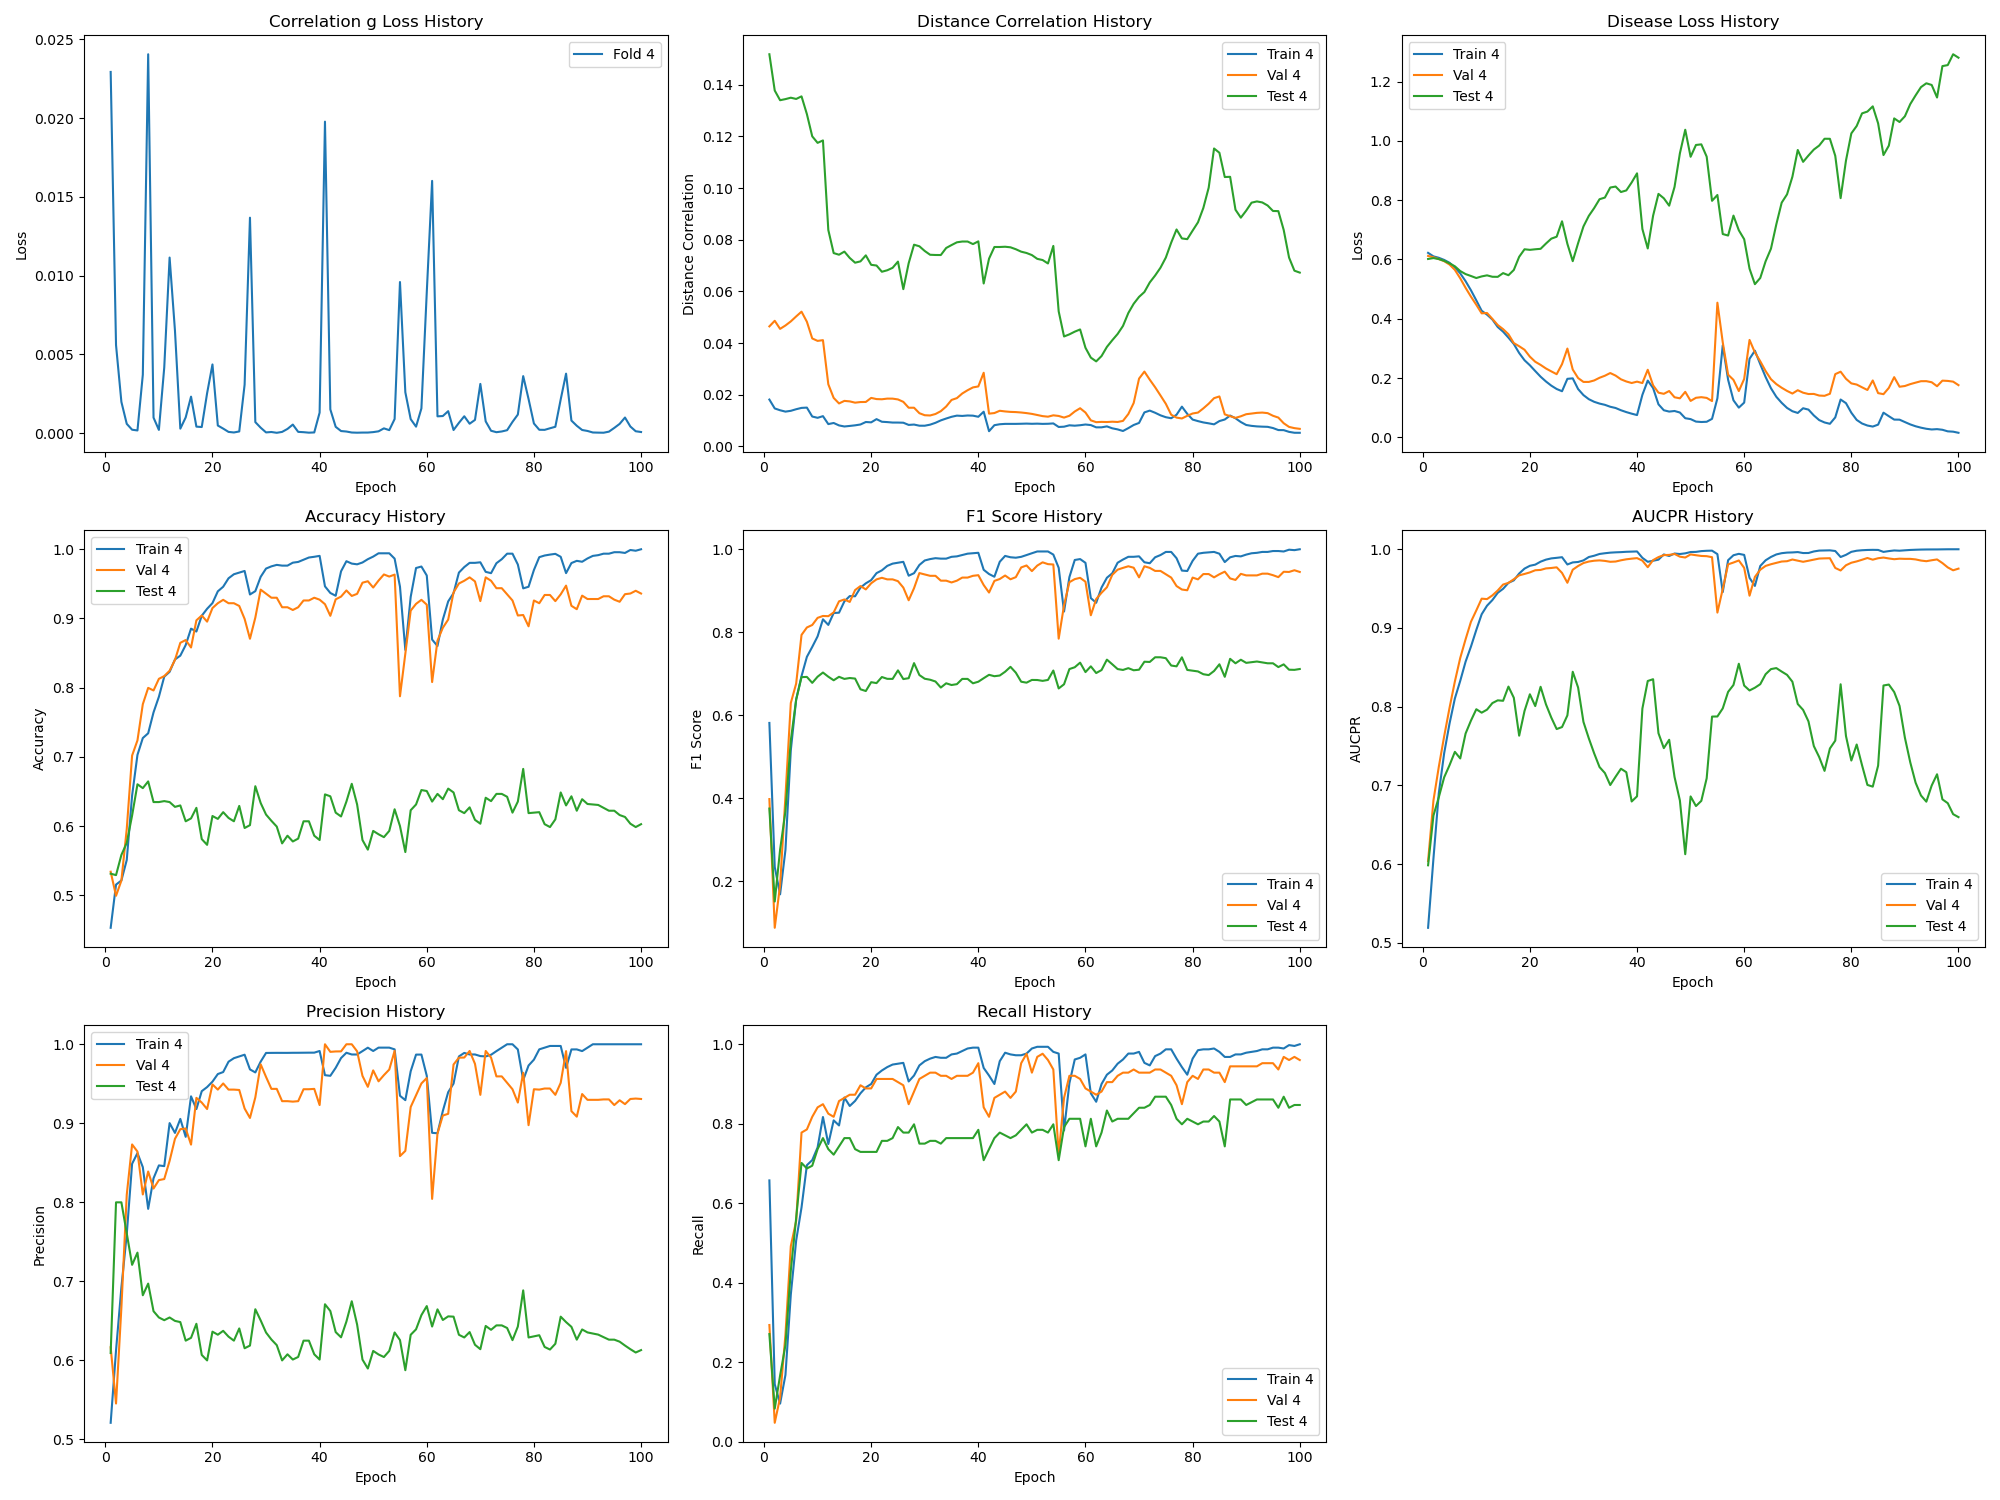 Correlation g Loss History
Loss
0.025
0.020
0.015
0.010
0.005
0.000
Fold 4
0 20 40 60 80 100
Epoch
Distance Correlation History
Distance Correlation
0.14
0.12
0.10
0.08
0.06
0.04
0.02
0.00
Train 4
Val 4
Test 4
0 20 40 60 80 100
Epoch
Disease Loss History
Loss
1.2
1.0
0.8
0.6
0.4
0.2
0.0
Train 4
Val 4
Test 4
0 20 40 60 80 100
Epoch
Accuracy History
Accuracy
1.0
0.9
0.8
0.7
0.6
0.5
Train 4
Val 4
Test 4
0 20 40 60 80 100
Epoch
F1 Score History
F1 Score
1.0
0.8
0.6
0.4
0.2
Train 4
Val 4
Test 4
0 20 40 60 80 100
Epoch
AUCPR History
AUCPR
1.0
0.9
0.8
0.7
0.6
0.5
Train 4
Val 4
Test 4
0 20 40 60 80 100
Epoch
Precision History
Precision
1.0
0.9
0.8
0.7
0.6
0.5
Train 4
Val 4
Test 4
0 20 40 60 80 100
Epoch
Recall History
Recall
1.0
0.8
0.6
0.4
0.2
0.0
Train 4
Val 4
Test 4
0 20 40 60 80 100
Epoch